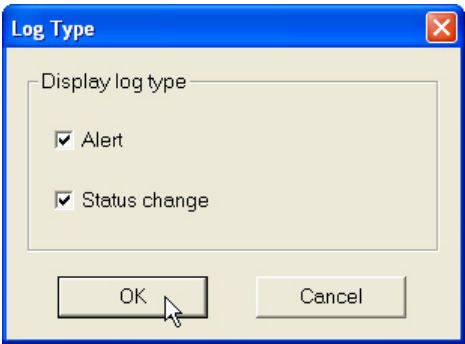 Log Type
Display log type
Alert
Status change
OK
Cancel